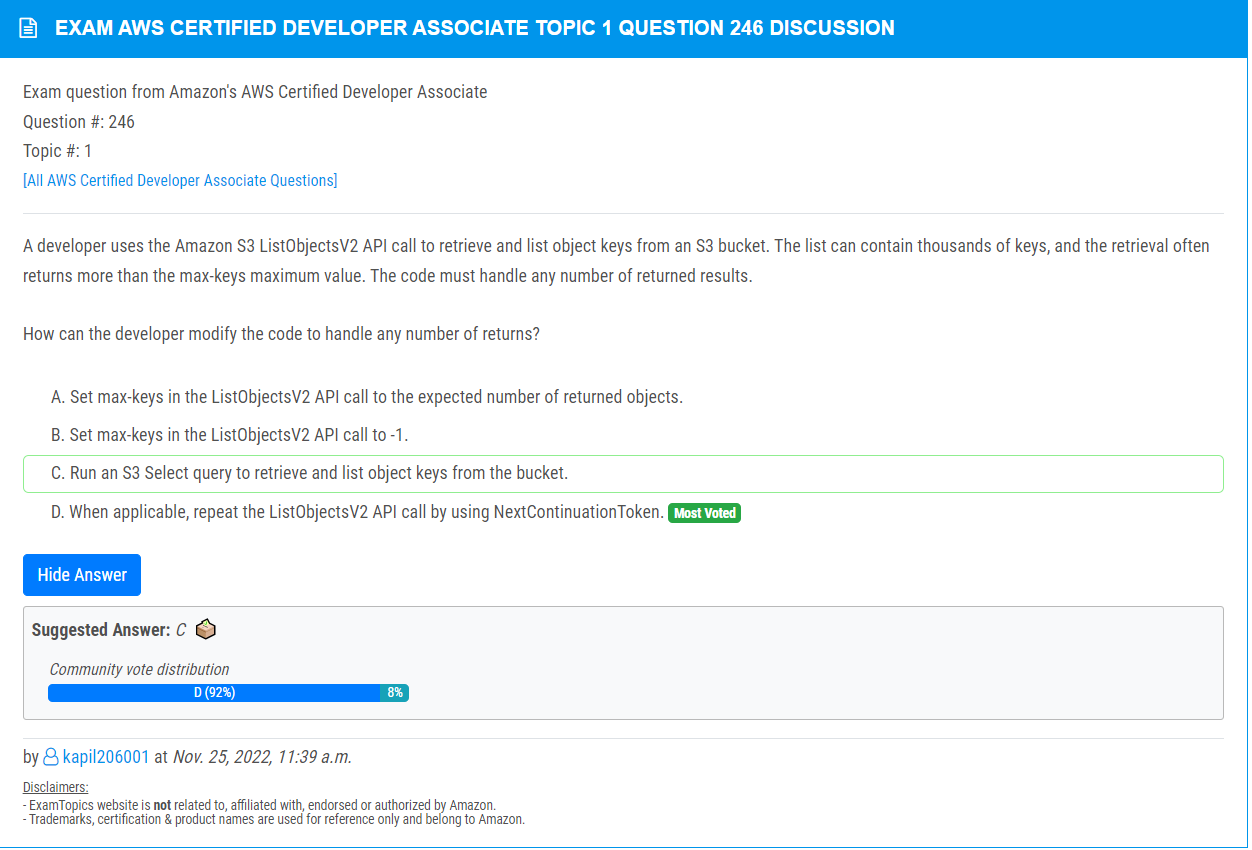 EXAM AWS CERTIFIED DEVELOPER ASSOCIATE TOPIC 1 QUESTION 246 DISCUSSION
Exam question from Amazon's AWS Certified Developer Associate
Question #: 246
Topic #: 1
[All AWS Certified Developer Associate Questions]
A developer uses the Amazon S3 ListObjectsV2 API call to retrieve and list object keys from an S3 bucket. The list can contain thousands of keys, and the retrieval often
returns more than the max-keys maximum value. The code must handle any number of returned results.
How can the developer modify the code to handle any number of returns?
A. Set max-keys in the ListObjectsV2 API call to the expected number of returned objects.
B. Set max-keys in the ListObjectsV2 API call to -1.
C. Run an S3 Select query to retrieve and list object keys from the bucket.
D. When applicable, repeat the ListObjectsV2 API call by using NextContinuationToken. Most Voted
Hide Answer
Suggested Answer: C
Community vote distribution
D (92%) 8%
by kapil206001 at Nov. 25, 2022, 11:39 a.m.
Disclaimers:
- ExamTopics website is not related to, affiliated with, endorsed or authorized by Amazon.
- Trademarks, certification & product names are used for reference only and belong to Amazon.